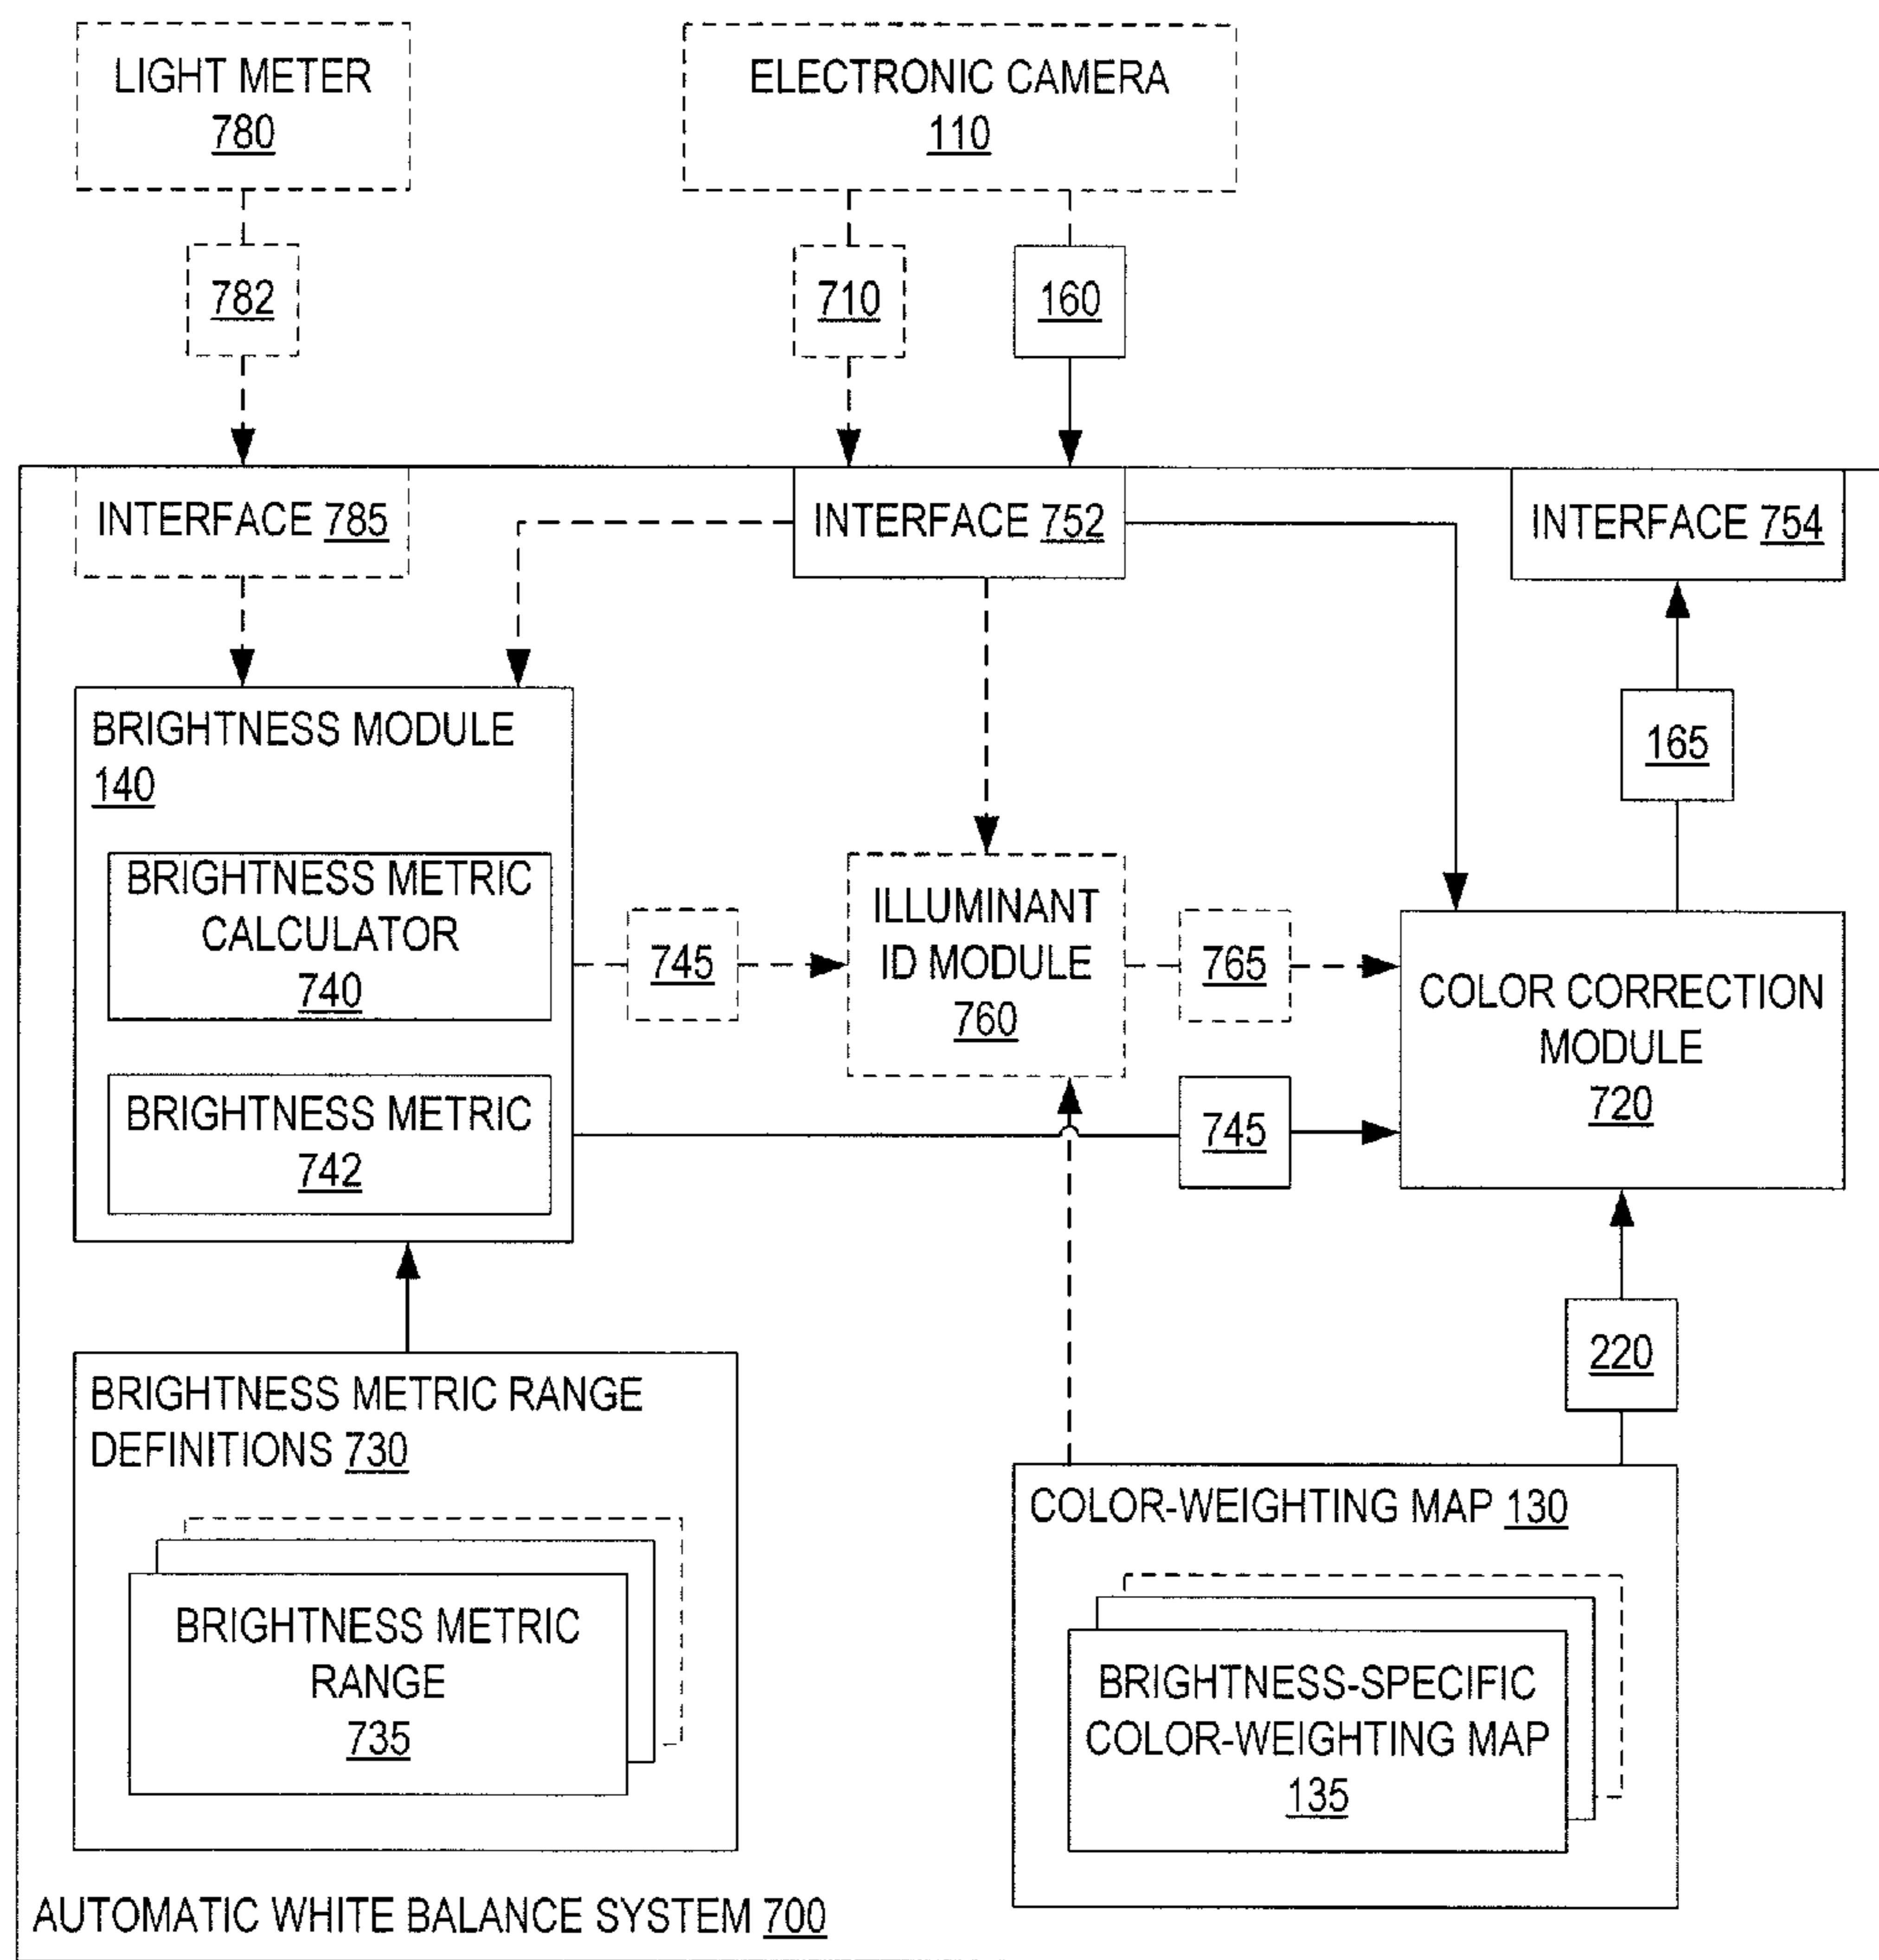 LIGHT METER
780
ELECTRONIC CAMERA
110
782
710
160
INTERFACE 785
INTERFACE 752
INTERFACE 754
BRIGHTNESS MODULE
140
165
BRIGHTNESS METRIC
CALCULATOR
740
745
ILLUMINANT
ID MODULE
760
765
COLOR CORRECTION
MODULE
720
BRIGHTNESS METRIC
742
745
220
BRIGHTNESS METRIC RANGE
DEFINITIONS 730
BRIGHTNESS METRIC
RANGE
735
COLOR-WEIGHTING MAP 130
BRIGHTNESS-SPECIFIC
COLOR-WEIGHTING MAP
135
AUTOMATIC WHITE BALANCE SYSTEM 700